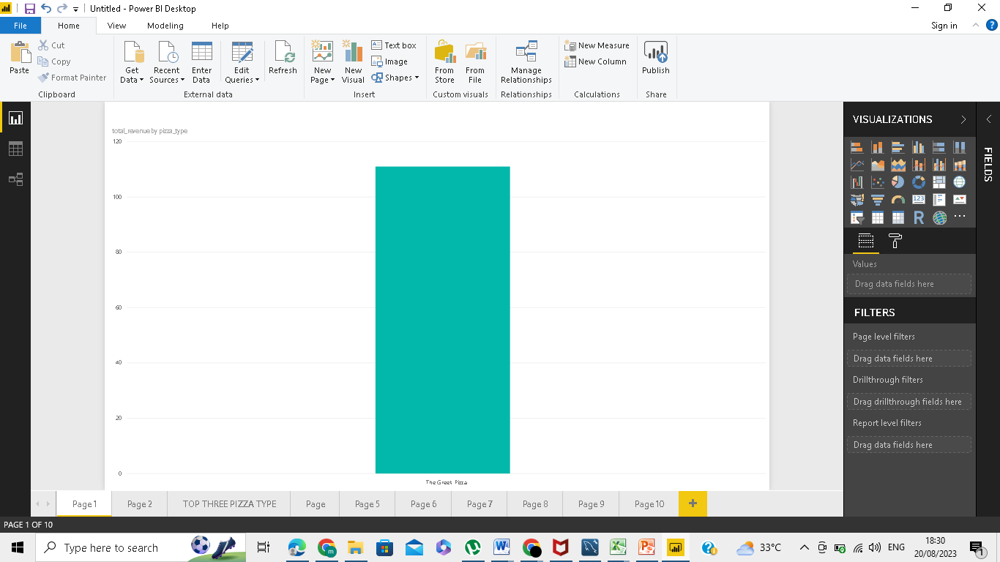 Untitled - Power BI Desktop
File Home View Modeling Help Sign in
Paste Cut Copy Format Painter
Clipboard
Get Data Recent Sources Enter Data Edit Queries Refresh
External data
New Page New Visual Text box Image Shapes
Insert
From Store From File
Custom visuals
Manage Relationships
Relationships
New Measure New Column
Calculations
Publish
Share
total_revenue by pizza_type
120
100
80
60
40
20
0
The Greet Pizza
VISUALIZATIONS
FIELDS
123
R
Values
Drag data fields here
FILTERS
Page level filters
Drag data fields here
Drillthrough filters
Drag drillthrough fields here
Report level filters
Drag data fields here
Page 1 Page 2 TOP THREE PIZZA TYPE Page Page 5 Page 6 Page 7 Page 8 Page 9 Page 10 +
PAGE 1 OF 10
Type here to search
33°C ENG
18:30
20/08/2023
1